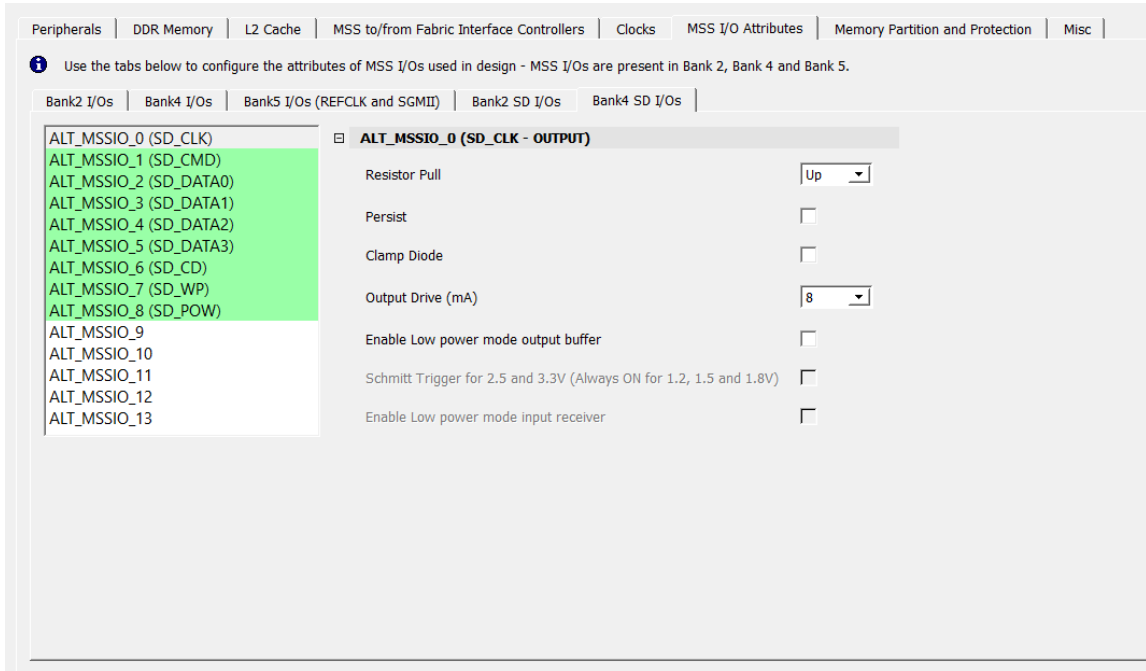 Peripherals DDR Memory L2 Cache MSS to/from Fabric Interface Controllers Clocks MSS I/O Attributes Memory Partition and Protection Misc
Use the tabs below to configure the attributes of MSS I/Os used in design - MSS I/Os are present in Bank 2, Bank 4 and Bank 5.
Bank2 I/Os Bank4 I/Os Bank5 I/Os (REFCLK and SGMII) Bank2 SD I/Os Bank4 SD I/Os
ALT_MSSIO_0 (SD_CLK)
ALT_MSSIO_1 (SD_CMD)
ALT_MSSIO_2 (SD_DATA0)
ALT_MSSIO_3 (SD_DATA1)
ALT_MSSIO_4 (SD_DATA2)
ALT_MSSIO_5 (SD_DATA3)
ALT_MSSIO_6 (SD_CD)
ALT_MSSIO_7 (SD_WP)
ALT_MSSIO_8 (SD_POW)
ALT_MSSIO_9
ALT_MSSIO_10
ALT_MSSIO_11
ALT_MSSIO_12
ALT_MSSIO_13
ALT_MSSIO_0 (SD_CLK - OUTPUT)
Resistor Pull Up
Persist
Clamp Diode
Output Drive (mA) 8
Enable Low power mode output buffer
Schmitt Trigger for 2.5 and 3.3V (Always ON for 1.2, 1.5 and 1.8V)
Enable Low power mode input receiver